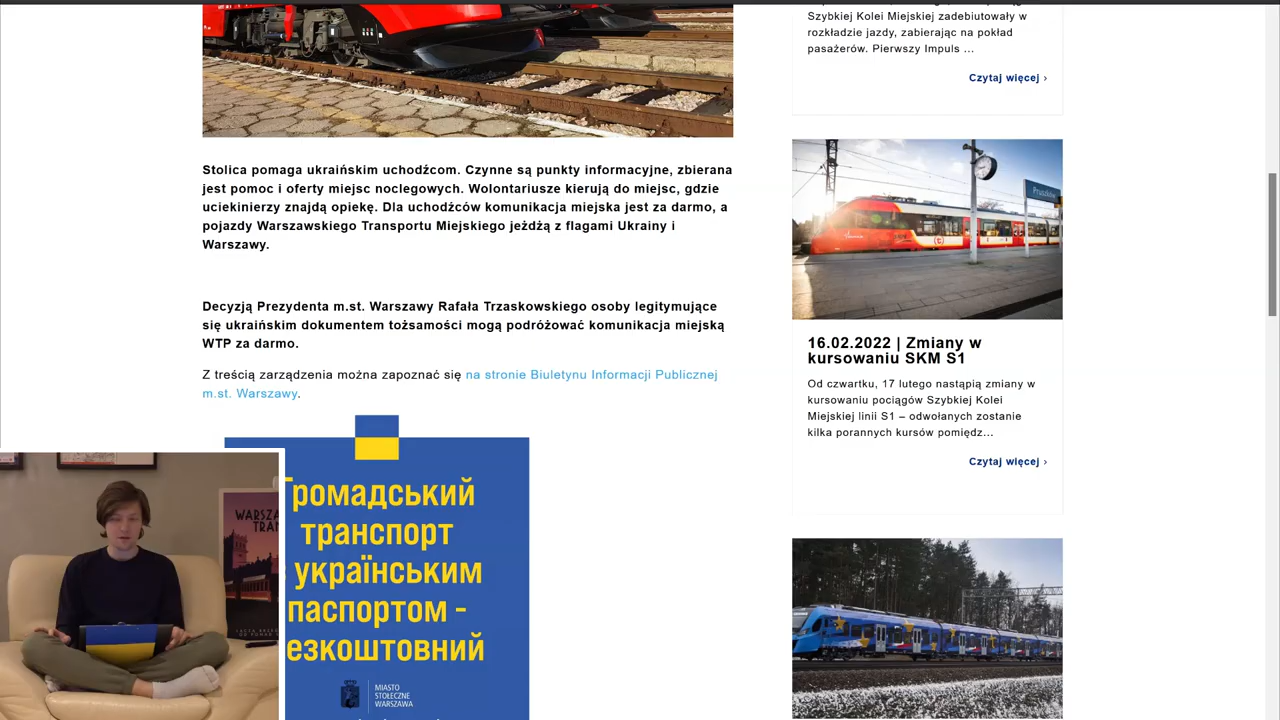 Szybkiej Kolei Miejskiej zadebiutowały w
rozkładzie jazdy, zabierając na pokład
pasażerów. Pierwszy Impuls ...
Czytaj więcej ›
Stolica pomaga ukraińskim uchodźcom. Czynne są punkty informacyjne, zbierana
jest pomoc i oferty miejsc noclegowych. Wolontariusze kierują do miejsc, gdzie
uciekinierzy znajdą opiekę. Dla uchodźców komunikacja miejska jest za darmo, a
pojazdy Warszawskiego Transportu Miejskiego jeżdżą z flagami Ukrainy i
Warszawy.
Decyzją Prezydenta m.st. Warszawy Rafała Trzaskowskiego osoby legitymujące
się ukraińskim dokumentem tożsamości mogą podróżować komunikacja miejską
WTP za darmo.
Z treścią zarządzenia można zapoznać się na stronie Biuletynu Informacji Publicznej
m.st. Warszawy.
Pruszków
16.02.2022 | Zmiany w
kursowaniu SKM S1
Od czwartku, 17 lutego nastąpią zmiany w
kursowaniu pociągów Szybkiej Kolei
Miejskiej linii S1 – odwołanych zostanie
kilka porannych kursów pomiędz...
Czytaj więcej ›
Громадський
транспорт
українським
паспортом -
езкоштовний
MIASTO
STOŁECZNE
WARSZAWA